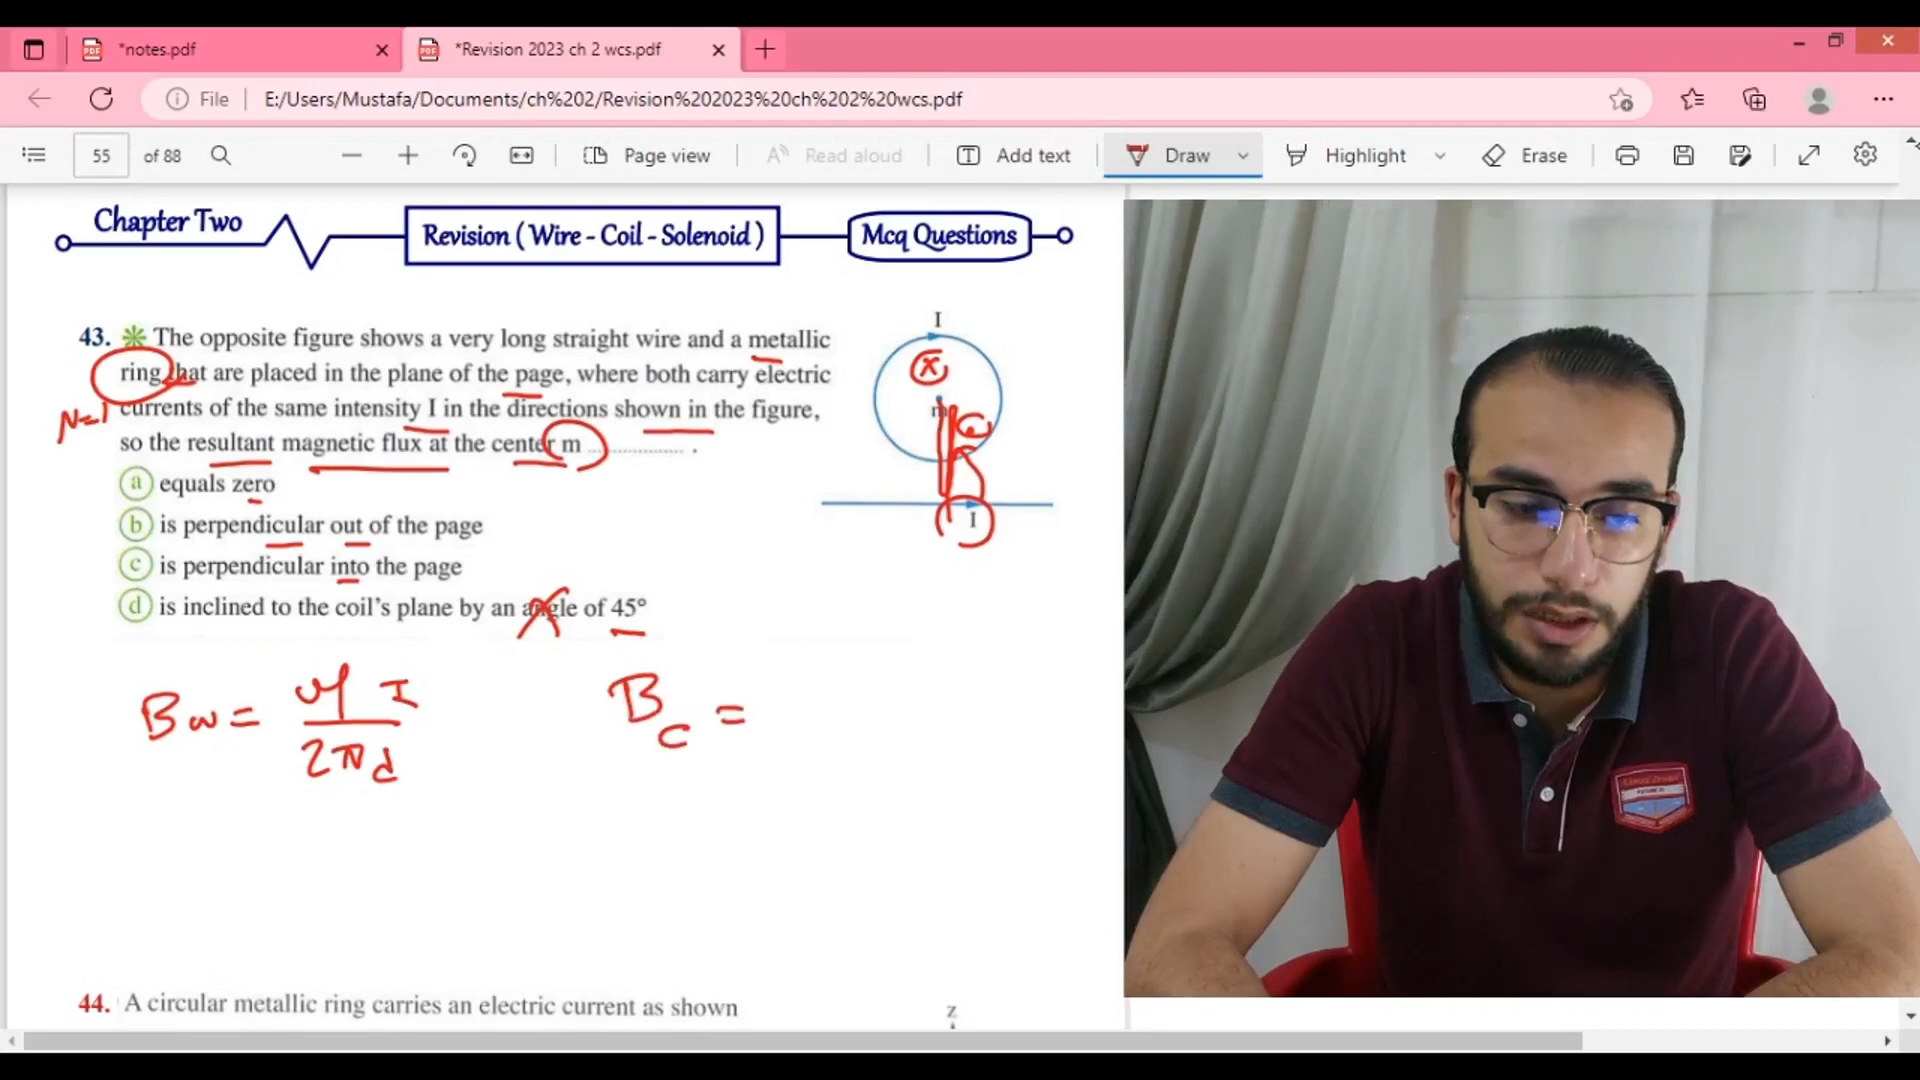 *notes.pdf
*Revision 2023 ch 2 wcs.pdf
File
E:/Users/Mustafa/Documents/ch%202/Revision%202023%20ch%202%20wcs.pdf
55 of 88
Page view
Read aloud
Add text
Draw
Highlight
Erase
Chapter Two
Revision ( Wire - Coil - Solenoid )
Mcq Questions
43. The opposite figure shows a very long straight wire and a metallic
ring that are placed in the plane of the page, where both carry electric
currents of the same intensity I in the directions shown in the figure,
so the resultant magnetic flux at the center m .................... .
a equals zero
b is perpendicular out of the page
c is perpendicular into the page
d is inclined to the coil's plane by an angle of 45°
N=1
I
x
m
I
Bw = μ I / 2πd
Bc =
44. A circular metallic ring carries an electric current as shown
z